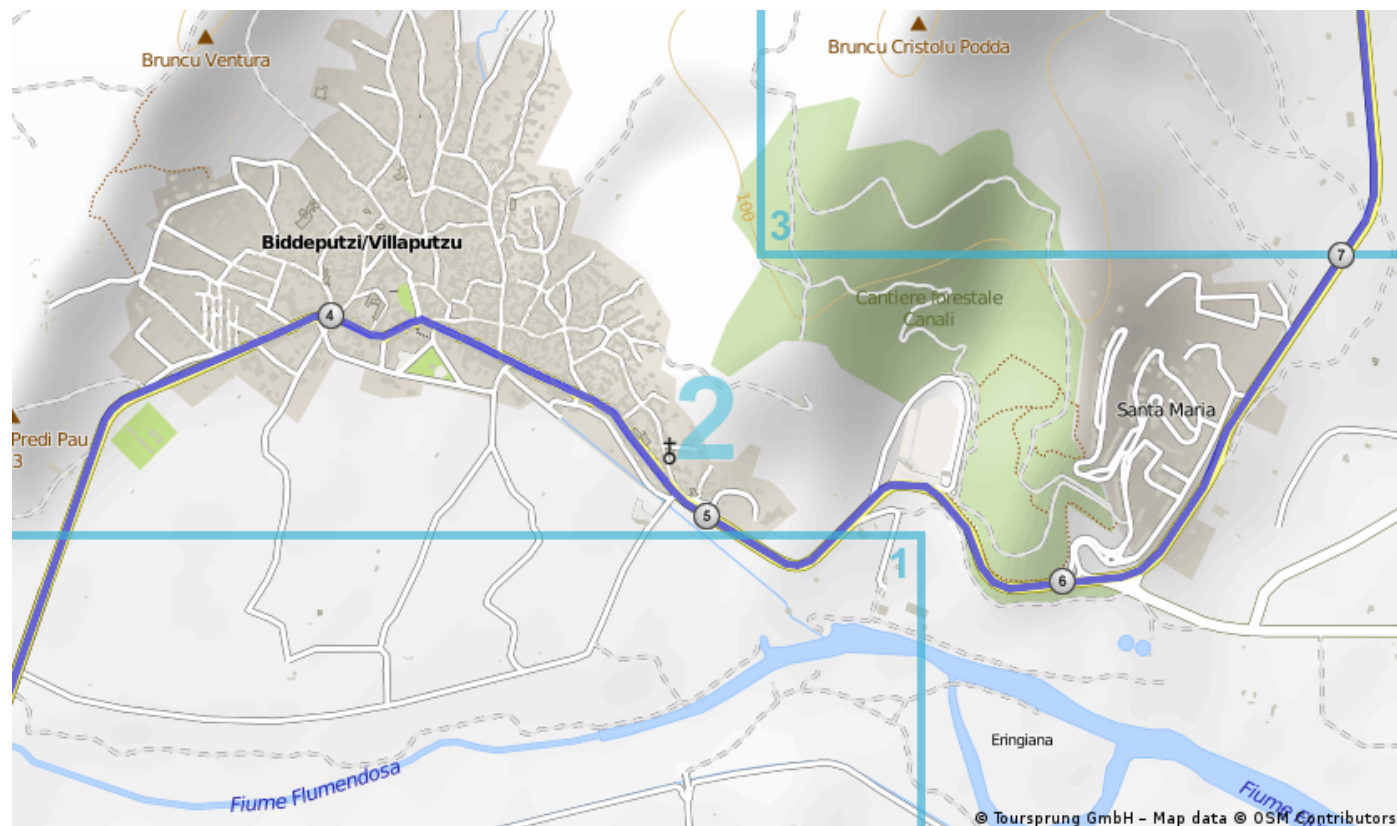 Bruncu Ventura
Bruncu Cristolu Podda
100
3
Biddeputzi/Villaputzu
7
4
Cantiere forestale
Canali
2
Santa Maria
Predi Pau
3
5
1
6
Eringiana
Fiume Flumendosa
Fiume
© Toursprung GmbH – Map data © OSM Contributors